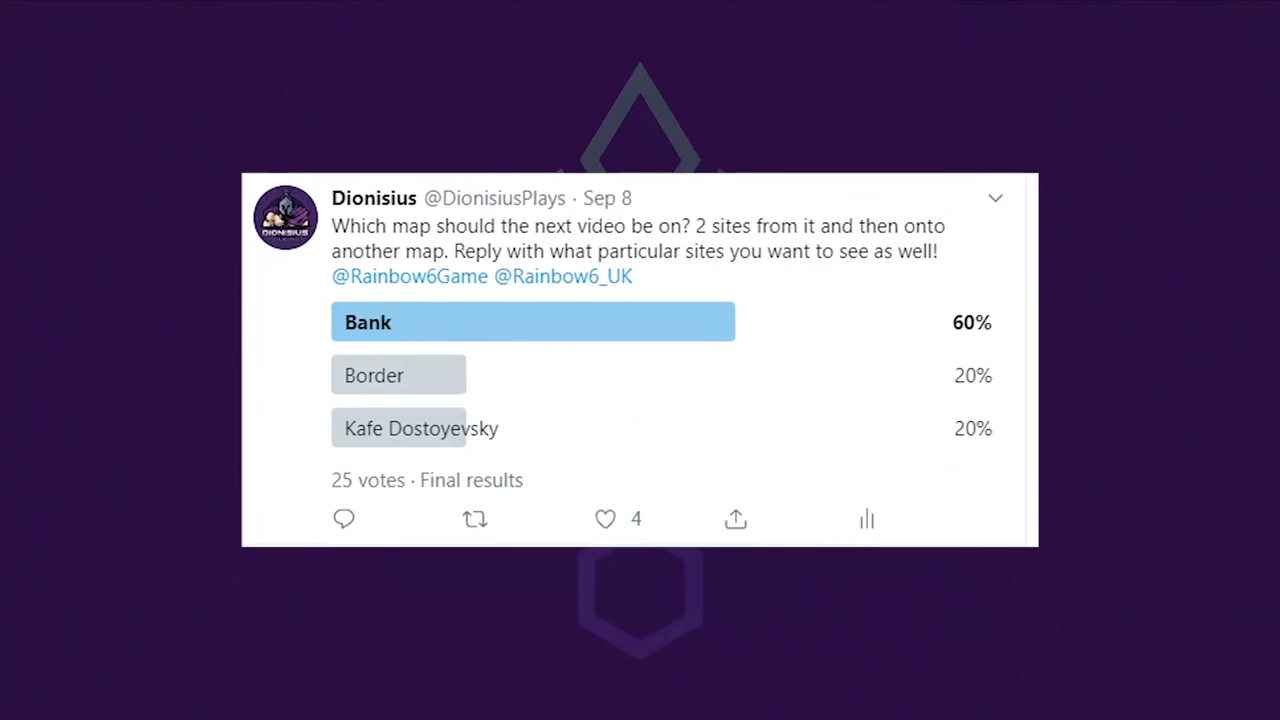 Dionisius @DionisiusPlays · Sep 8
Which map should the next video be on? 2 sites from it and then onto
another map. Reply with what particular sites you want to see as well!
@Rainbow6Game @Rainbow6_UK
Bank 60%
Border 20%
Kafe Dostoyevsky 20%
25 votes · Final results
4
DIONISIUS